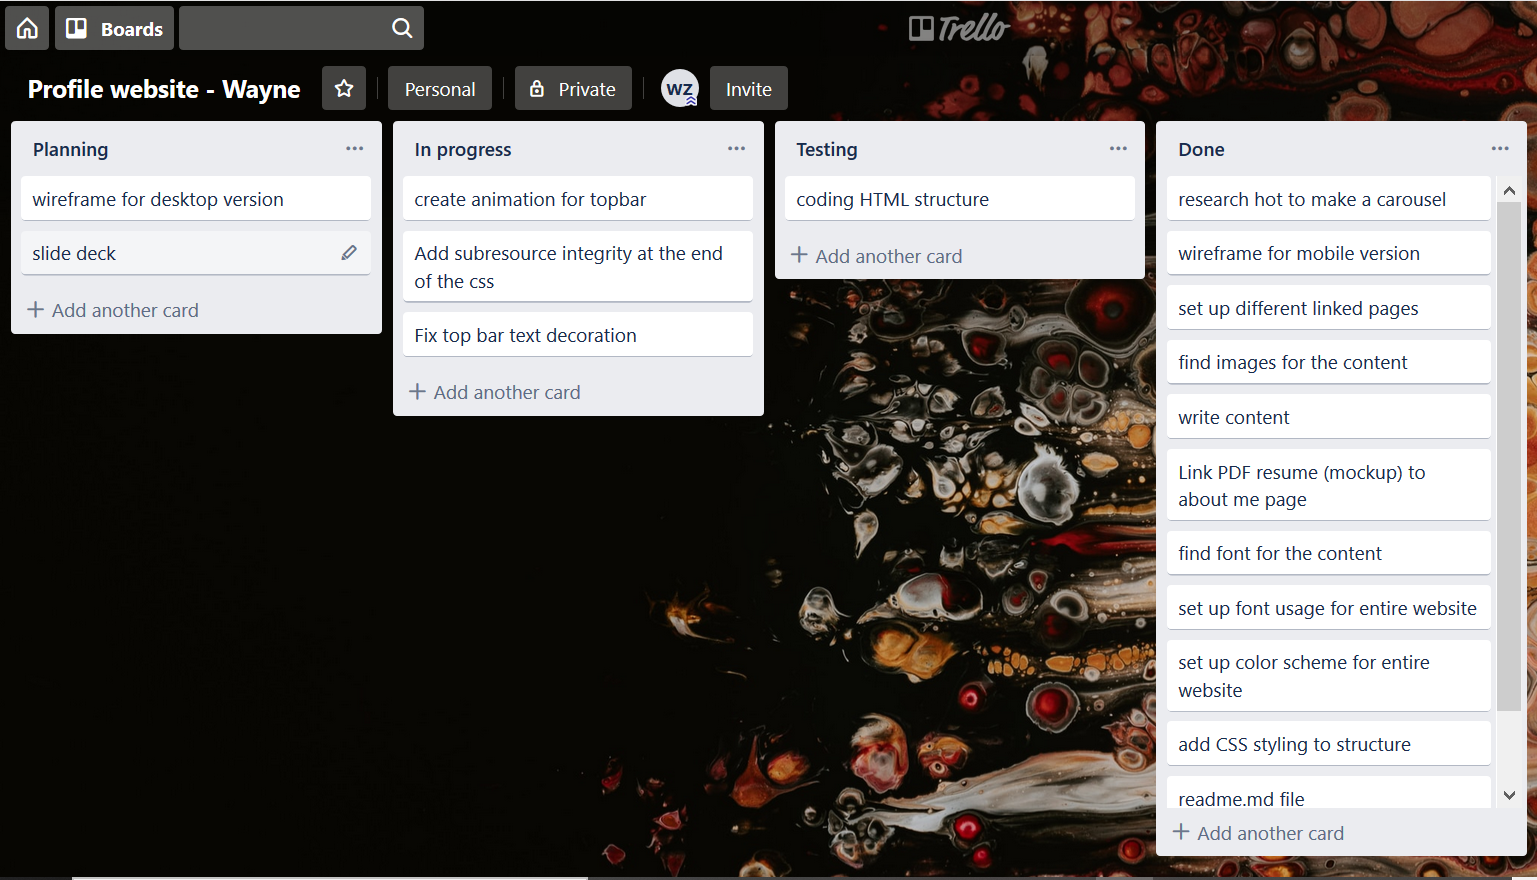 Boards
Trello
Profile website - Wayne
Personal
Private
WZ
Invite
Planning
wireframe for desktop version
slide deck
+ Add another card
In progress
create animation for topbar
Add subresource integrity at the end
of the css
Fix top bar text decoration
+ Add another card
Testing
coding HTML structure
+ Add another card
Done
research hot to make a carousel
wireframe for mobile version
set up different linked pages
find images for the content
write content
Link PDF resume (mockup) to
about me page
find font for the content
set up font usage for entire website
set up color scheme for entire
website
add CSS styling to structure
readme.md file
+ Add another card